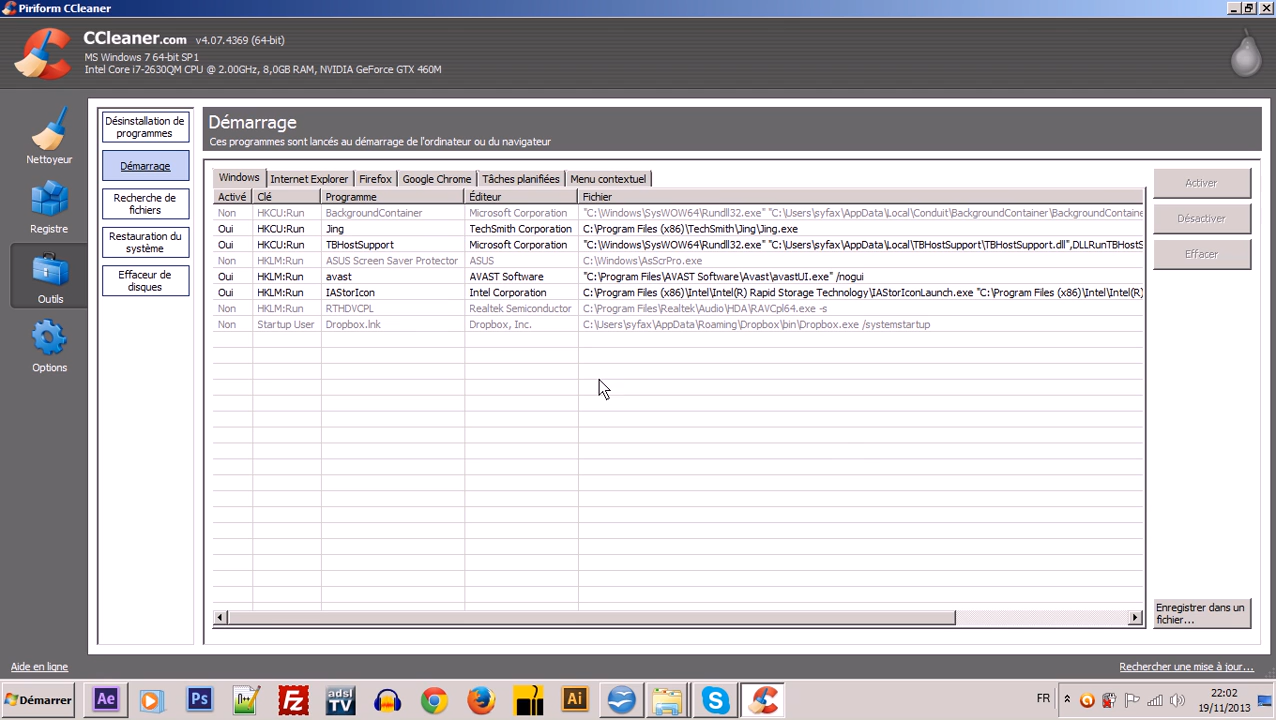 Piriform CCleaner
CCleaner.com v4.07.4369 (64-bit)
MS Windows 7 64-bit SP1
Intel Core i7-2630QM CPU @ 2.00GHz, 8,0GB RAM, NVIDIA GeForce GTX 460M
Nettoyeur
Registre
Outils
Options
Désinstallation de
programmes
Démarrage
Recherche de
fichiers
Restauration du
système
Effaceur de
disques
Démarrage
Ces programmes sont lancés au démarrage de l'ordinateur ou du navigateur
Windows Internet Explorer Firefox Google Chrome Tâches planifiées Menu contextuel
Activé Clé Programme Éditeur Fichier
Non HKCU:Run BackgroundContainer Microsoft Corporation "C:\Windows\SysWOW64\Rundll32.exe" "C:\Users\syfax\AppData\Local\Conduit\BackgroundContainer\BackgroundContaine
Oui HKCU:Run Jing TechSmith Corporation C:\Program Files (x86)\TechSmith\Jing\Jing.exe
Oui HKCU:Run TBHostSupport Microsoft Corporation "C:\Windows\SysWOW64\Rundll32.exe" "C:\Users\syfax\AppData\Local\TBHostSupport\TBHostSupport.dll",DLLRunTBHostS
Non HKLM:Run ASUS Screen Saver Protector ASUS C:\Windows\AsScrPro.exe
Oui HKLM:Run avast AVAST Software "C:\Program Files\AVAST Software\Avast\avastUI.exe" /nogui
Oui HKLM:Run IAStorIcon Intel Corporation C:\Program Files (x86)\Intel\Intel(R) Rapid Storage Technology\IAStorIconLaunch.exe "C:\Program Files (x86)\Intel\Intel(R)
Non HKLM:Run RTHDVCPL Realtek Semiconductor C:\Program Files\Realtek\Audio\HDA\RAVCpl64.exe -s
Non Startup User Dropbox.lnk Dropbox, Inc. C:\Users\syfax\AppData\Roaming\Dropbox\bin\Dropbox.exe /systemstartup
Activer
Désactiver
Effacer
Enregistrer dans un
fichier...
Aide en ligne
Rechercher une mise à jour...
Démarrer
Ae
Ps
Fz
adsl
TV
Ai
FR
22:02
19/11/2013